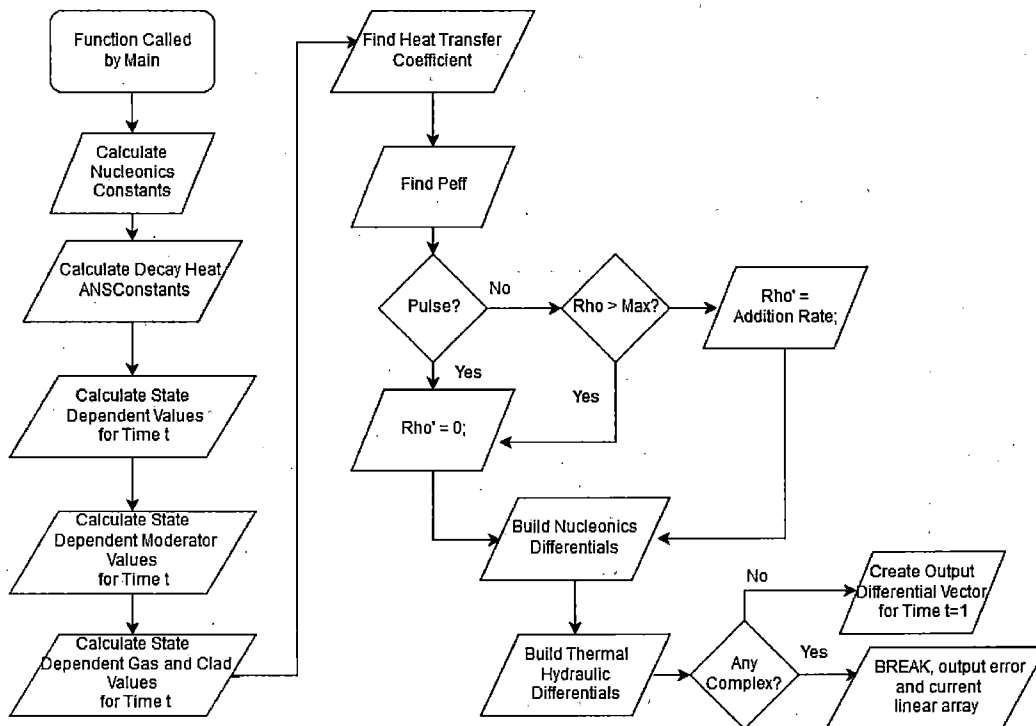 Function Called
by Main
Calculate
Nucleonics
Constants
Calculate Decay Heat
ANSConstants
Calculate State
Dependent Values
for Time t
Calculate State
Dependent Moderator
Values
for Time t
Calculate State
Dependent Gas and Clad
Values
for Time t
Find Heat Transfer
Coefficient
Find Peff
Pulse?
No
Rho > Max?
Rho' =
Addition Rate;
Yes
Yes
Rho' = 0;
Build Nucleonics
Differentials
Build Thermal
Hydraulic
Differentials
Any
Complex?
No
Create Output
Differential Vector
for Time t=1
Yes
BREAK, output error
and current
linear array